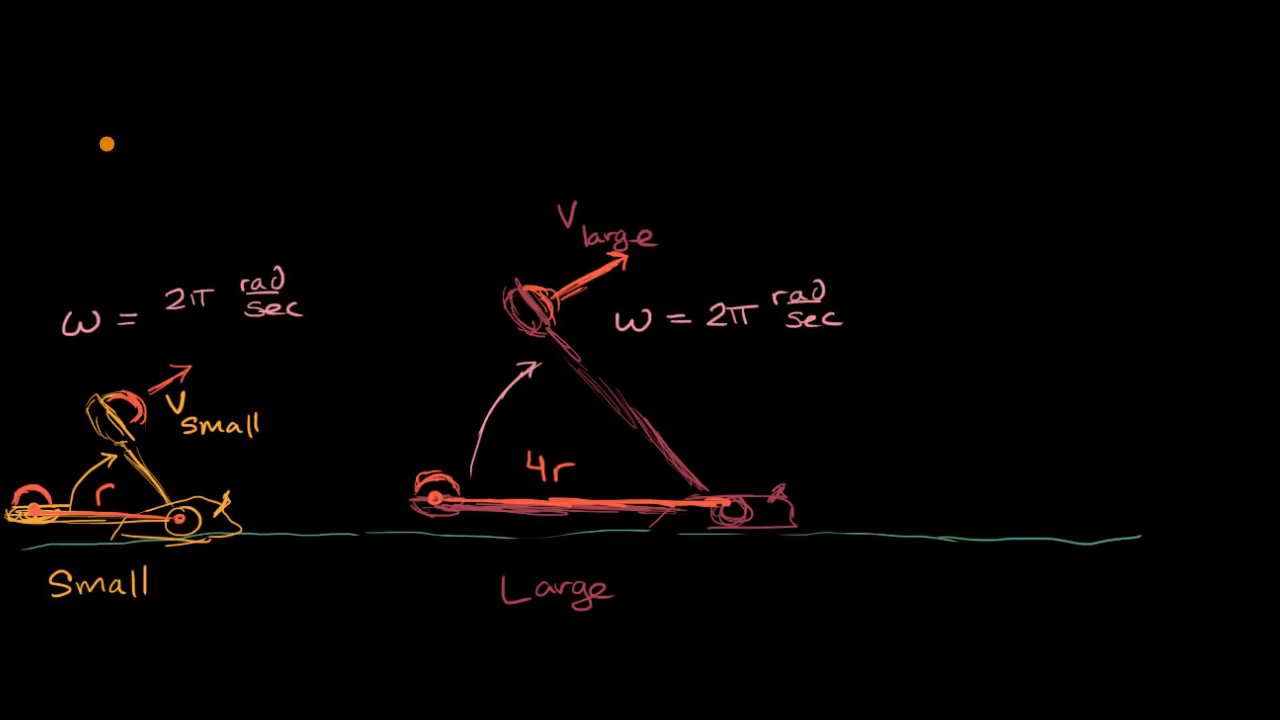 V large
ω = 2π rad/sec
ω = 2π rad/sec
V small
r
4r
Small
Large